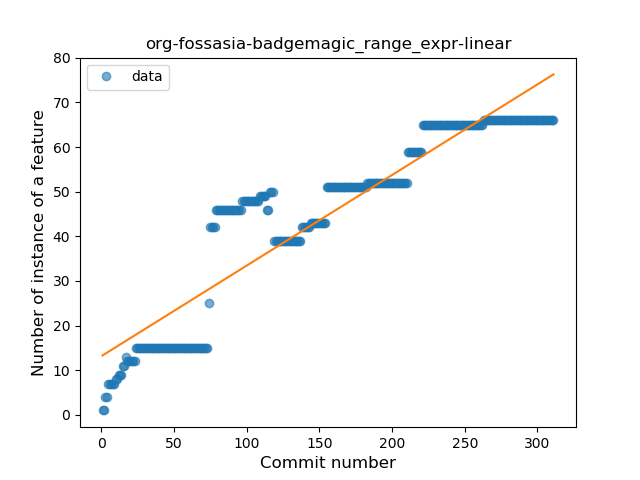 org-fossasia-badgemagic_range_expr-linear
data
Number of instance of a feature
80
70
60
50
40
30
20
10
0
0 50 100 150 200 250 300
Commit number